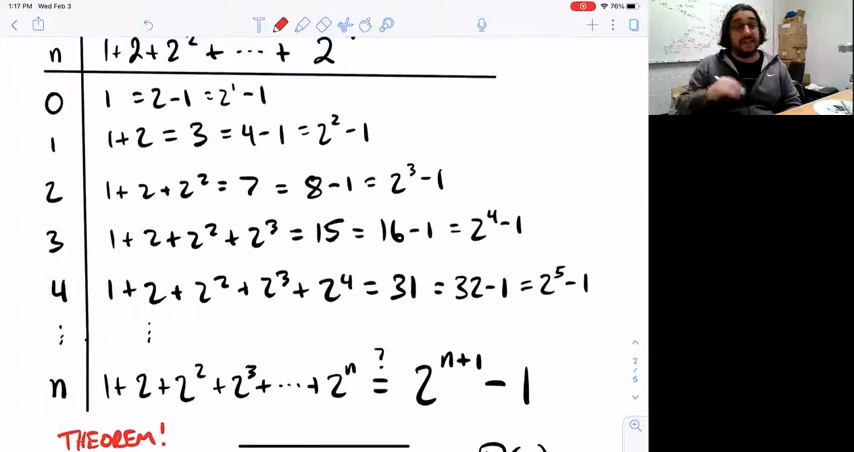 1:17 PM Wed Feb 3
76%
n 1+2+2² + ··· + 2
0 1 = 2-1 = 2¹-1
1 1+2 = 3 = 4-1 = 2²-1
2 1+2+2² = 7 = 8-1 = 2³-1
3 1+2+2²+2³ = 15 = 16-1 = 2⁴-1
4 1+2+2²+2³+2⁴ = 31 = 32-1 = 2⁵-1
⋮ ⋮
n 1+2+2²+2³+···+2ⁿ ?= 2ⁿ⁺¹ - 1
THEOREM!
2
/
5